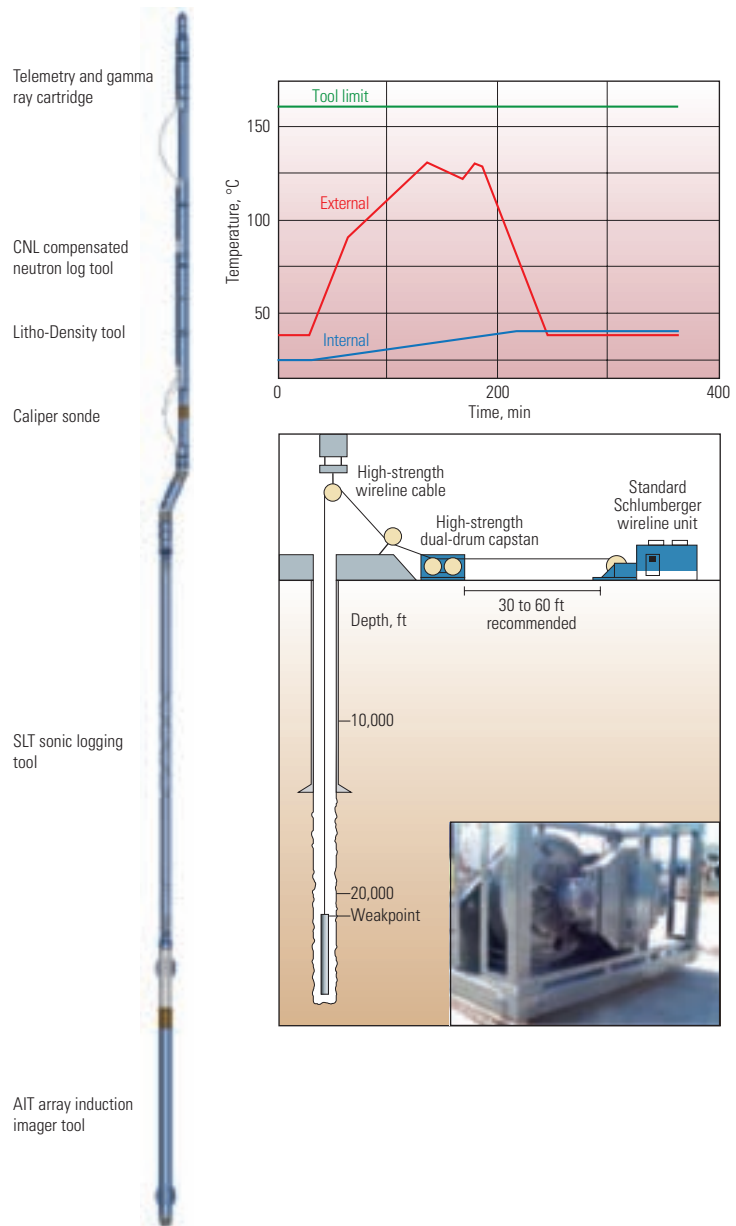 Telemetry and gamma
ray cartridge
CNL compensated
neutron log tool
Litho-Density tool
Caliper sonde
SLT sonic logging
tool
AIT array induction
imager tool
Temperature, °C
150
100
50
Tool limit
External
Internal
0
200
400
Time, min
High-strength
wireline cable
High-strength
dual-drum capstan
Standard
Schlumberger
wireline unit
30 to 60 ft
recommended
Depth, ft
10,000
20,000
Weakpoint